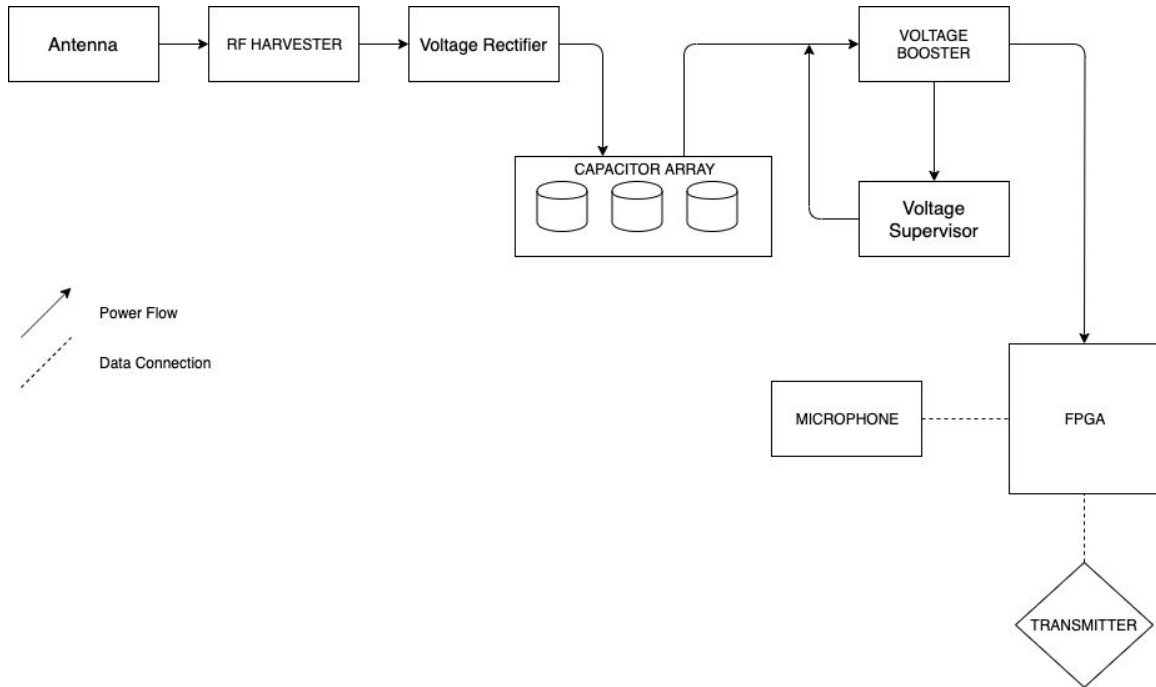 Antenna
RF HARVESTER
Voltage Rectifier
VOLTAGE
BOOSTER
CAPACITOR ARRAY
Voltage
Supervisor
Power Flow
Data Connection
MICROPHONE
FPGA
TRANSMITTER